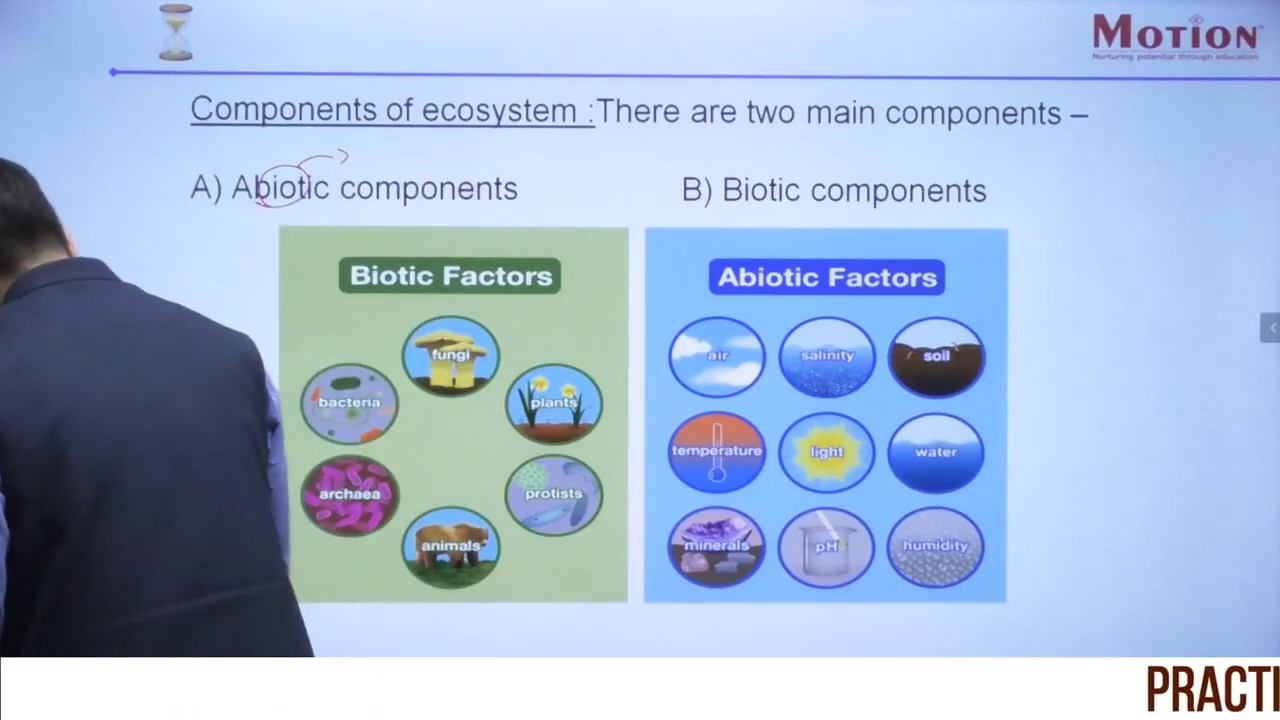 MOTION
Nurturing potential through education
Components of ecosystem : There are two main components –
A) Abiotic components
B) Biotic components
Biotic Factors
fungi
bacteria
plants
archaea
protists
animals
Abiotic Factors
air
salinity
soil
temperature
light
water
minerals
pH
humidity
PRACTI